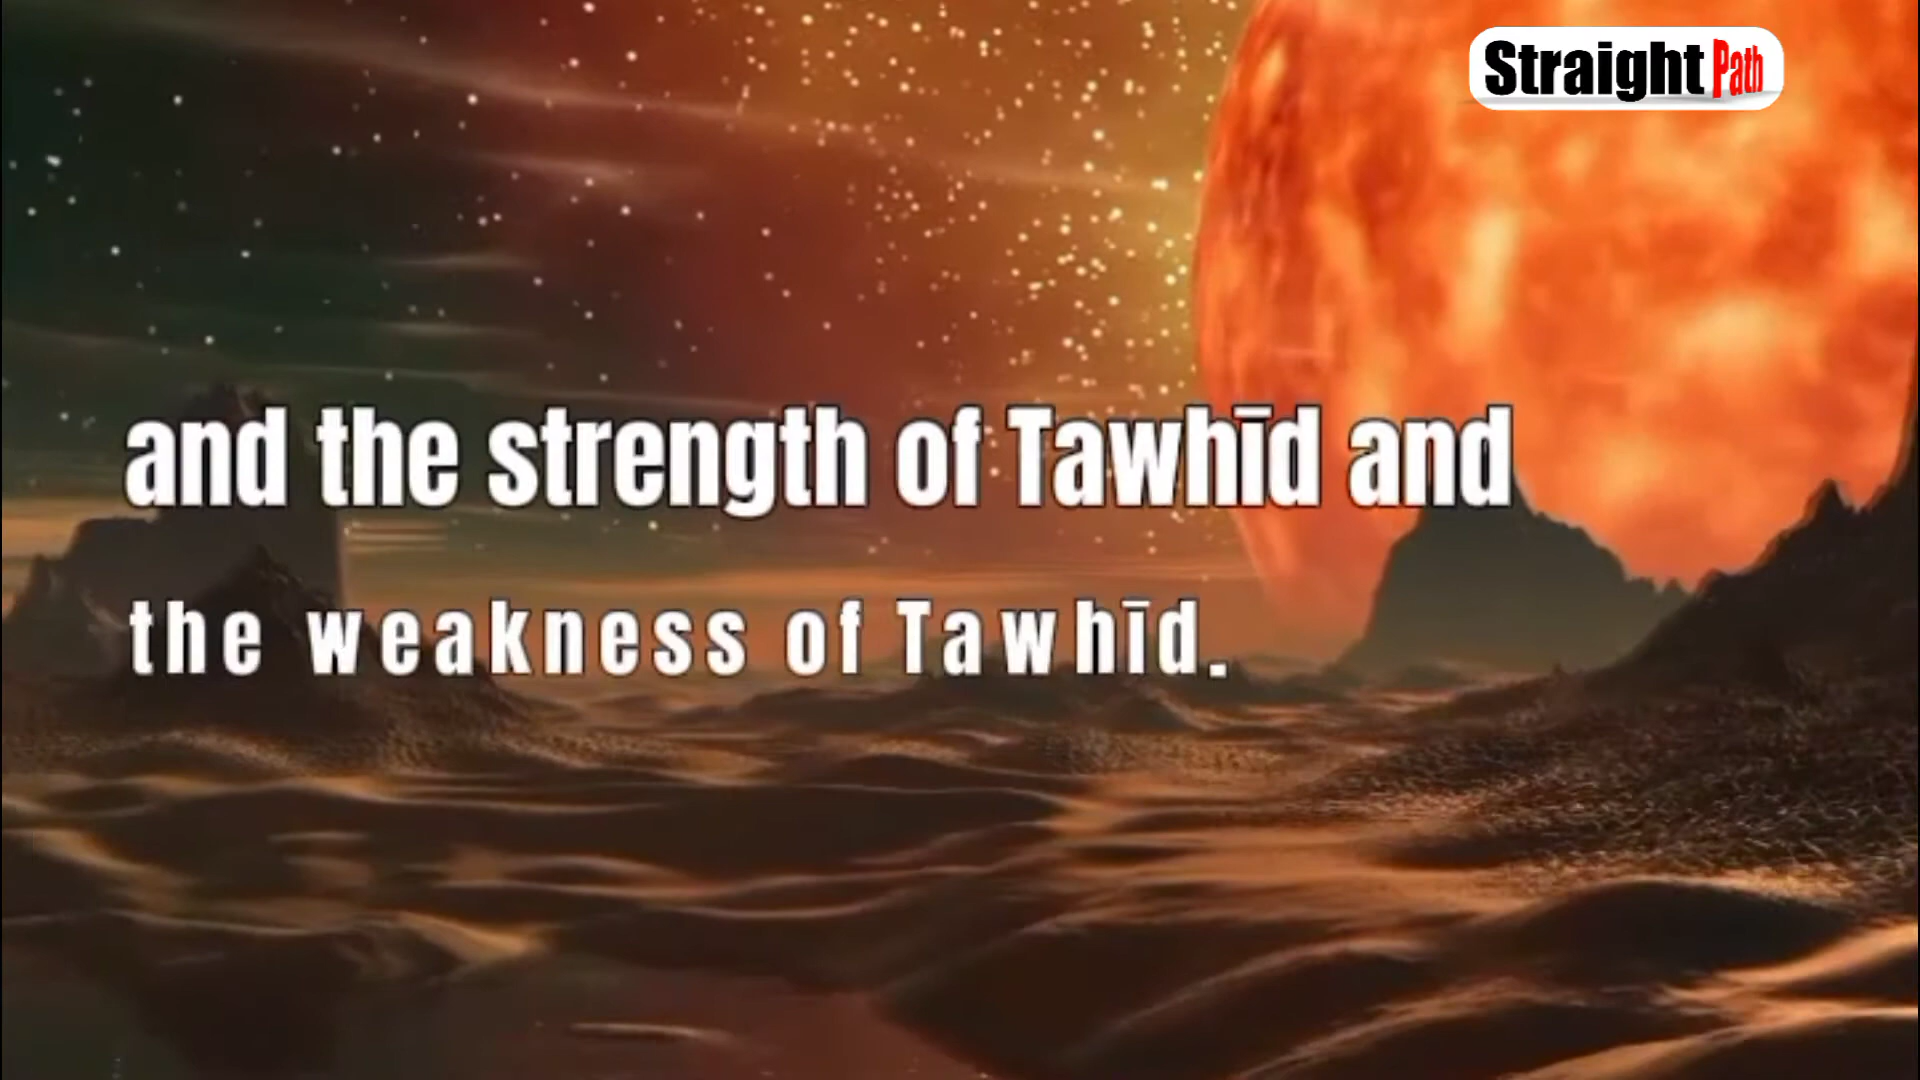 Straight Path
and the strength of Tawhīd and
the weakness of Tawhīd.